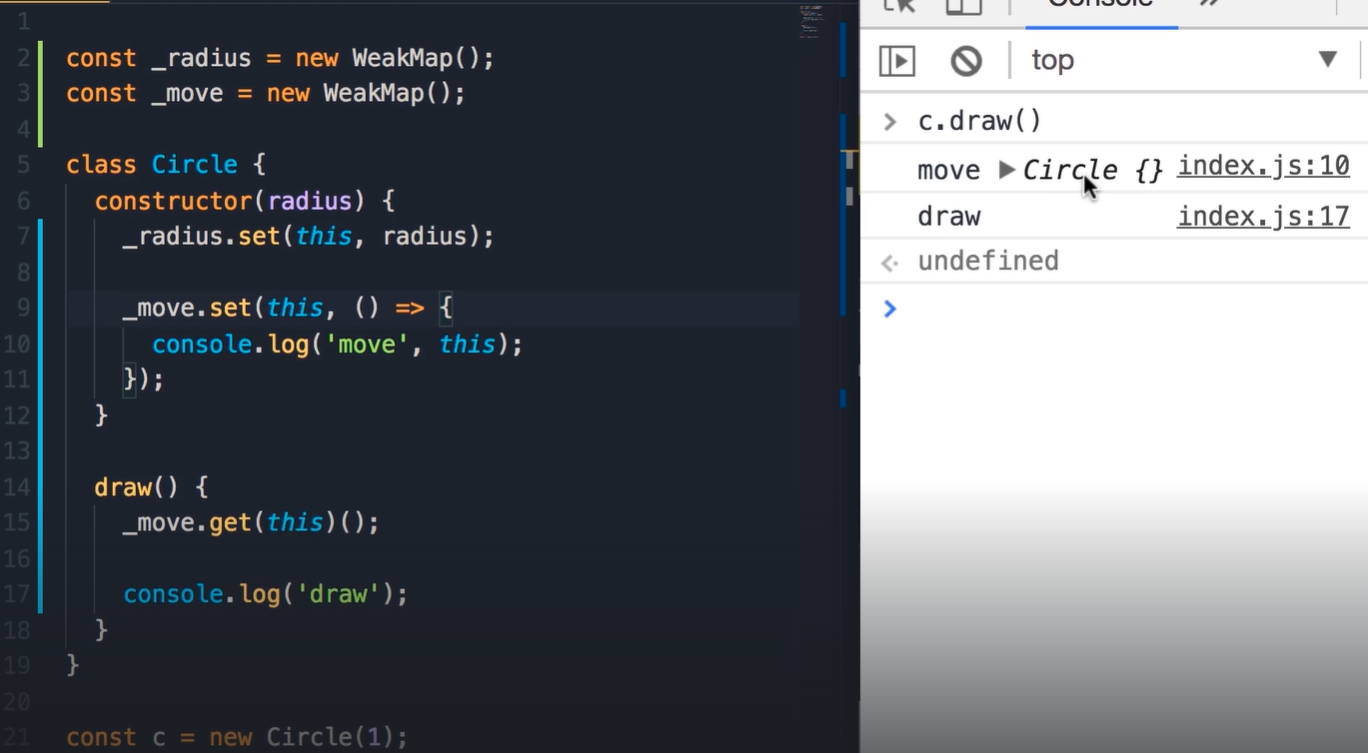 1
2 const _radius = new WeakMap();
3 const _move = new WeakMap();
4
5 class Circle {
6 constructor(radius) {
7 _radius.set(this, radius);
8
9 _move.set(this, () => {
10 console.log('move', this);
11 });
12 }
13
14 draw() {
15 _move.get(this)();
16
17 console.log('draw');
18 }
19 }
20
21 const c = new Circle(1);
Console »
top ▼
> c.draw()
move ▶ Circle {} index.js:10
draw index.js:17
undefined
>